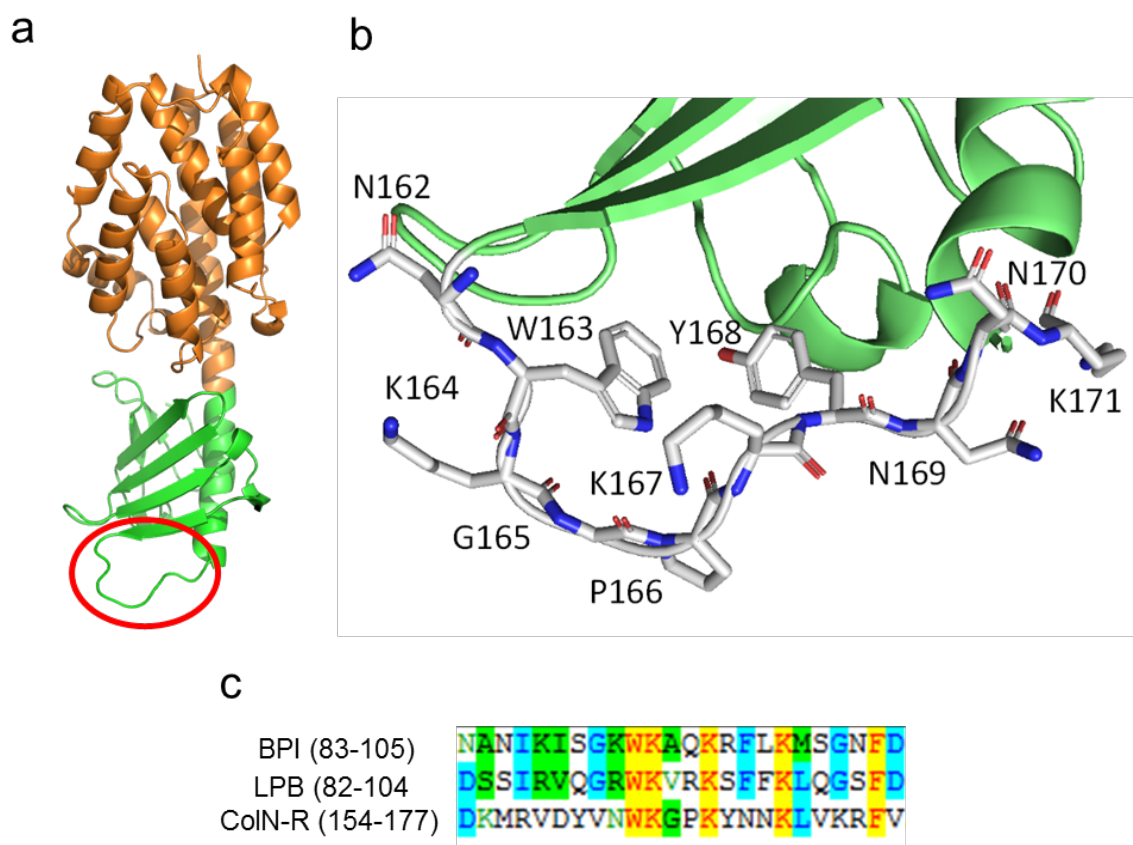 a
b
N162
W163
Y168
N170
K164
K171
K167
N169
G165
P166
c
BPI (83-105) NANIKISGKWKAQKRFLKMSGNFD
LPB (82-104 DSSIRVQGRWKVRKSFFKLQGSFD
ColN-R (154-177) DKMRVDYVNWKGPKYNNKLVKRFV